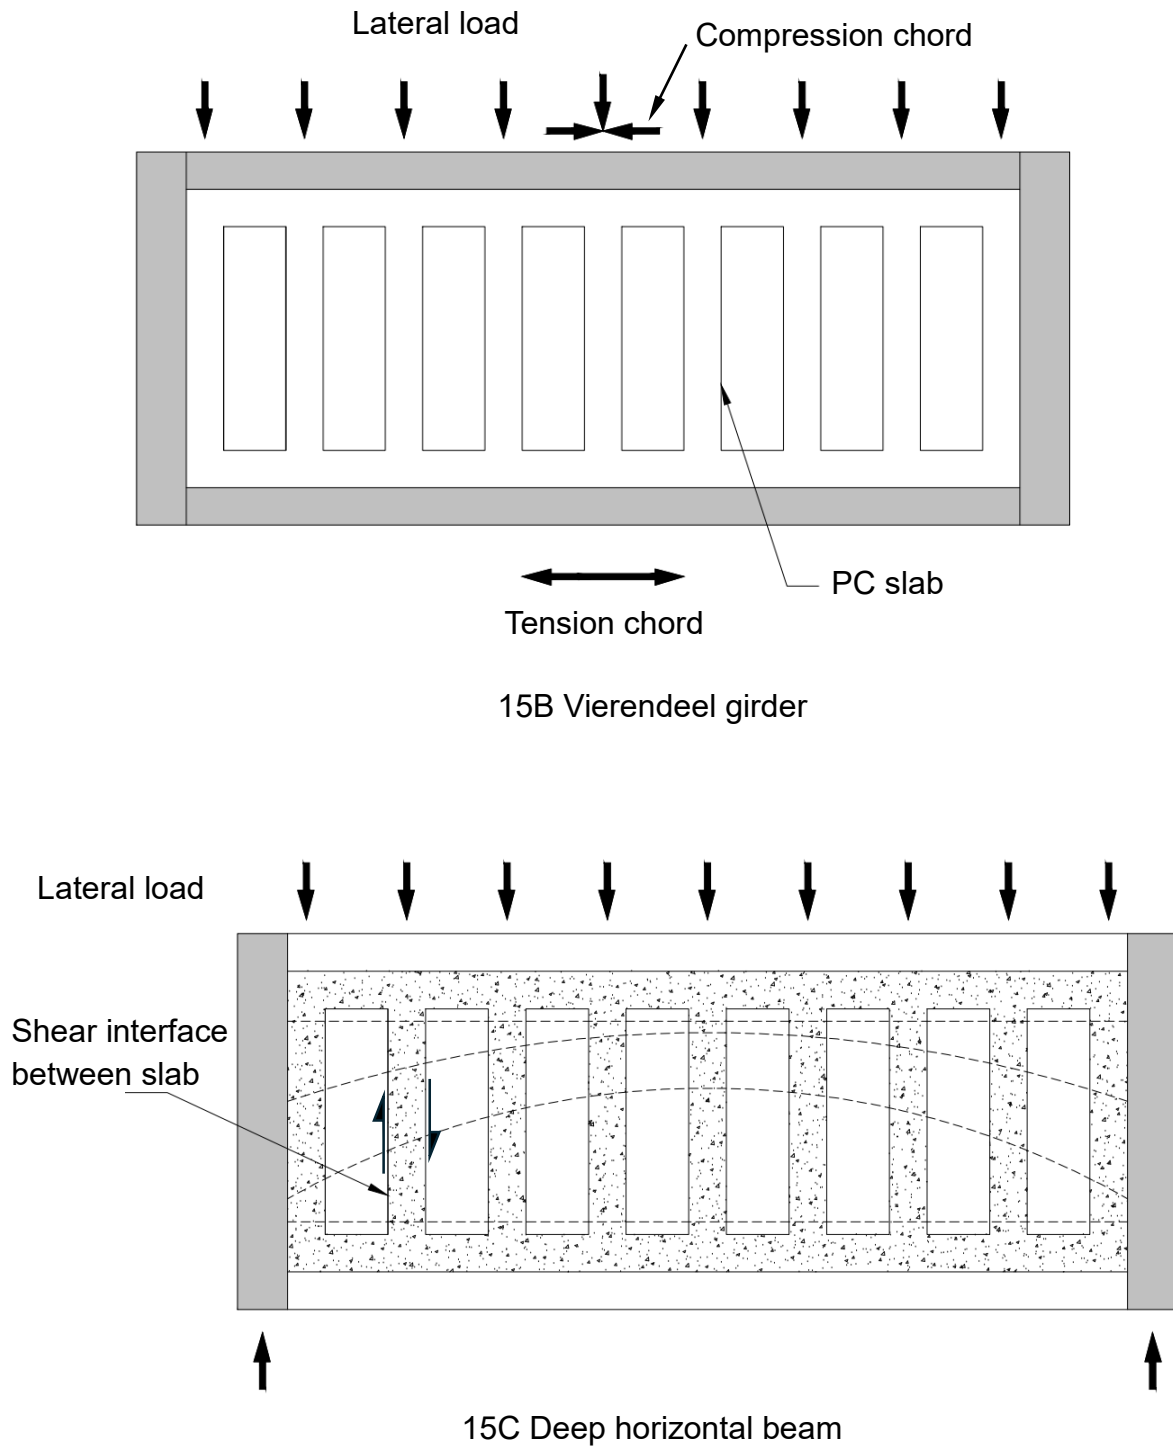 Lateral load
Compression chord
PC slab
Tension chord
15B Vierendeel girder
Lateral load
Shear interface
between slab
15C Deep horizontal beam